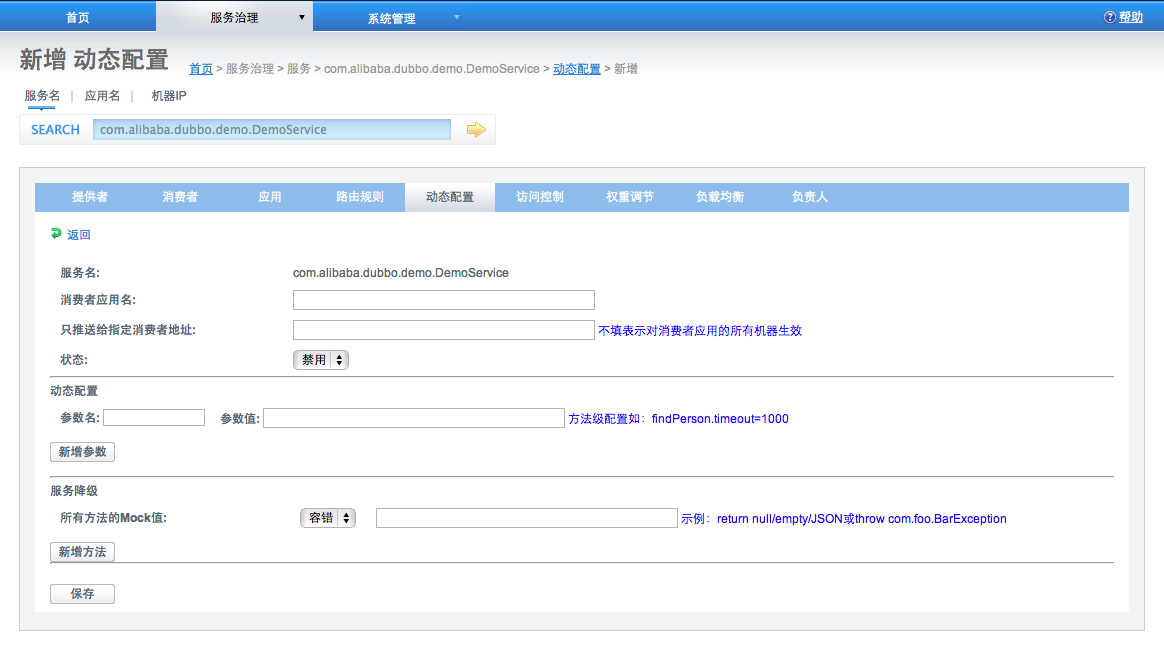 首页 服务治理 系统管理 帮助
新增 动态配置 首页 > 服务治理 > 服务 > com.alibaba.dubbo.demo.DemoService > 动态配置 > 新增
服务名 | 应用名 | 机器IP
SEARCH com.alibaba.dubbo.demo.DemoService
提供者 消费者 应用 路由规则 动态配置 访问控制 权重调节 负载均衡 负责人
返回
服务名: com.alibaba.dubbo.demo.DemoService
消费者应用名:
只推送给指定消费者地址: 不填表示对消费者应用的所有机器生效
状态: 禁用
动态配置
参数名: 参数值: 方法级配置如：findPerson.timeout=1000
新增参数
服务降级
所有方法的Mock值: 容错 示例：return null/empty/JSON或throw com.foo.BarException
新增方法
保存